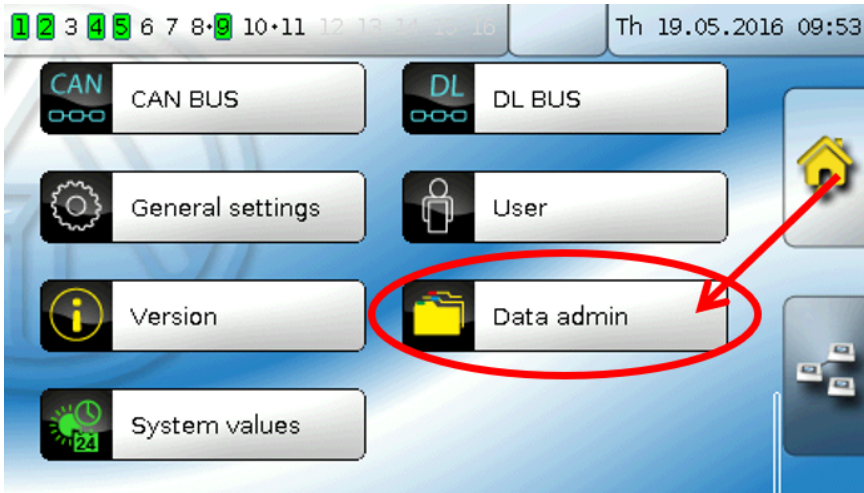 1 2 3 4 5 6 7 8·9 10·11 12 13 14 15 16 Th 19.05.2016 09:53
CAN CAN BUS DL DL BUS
General settings User
Version Data admin
24 System values